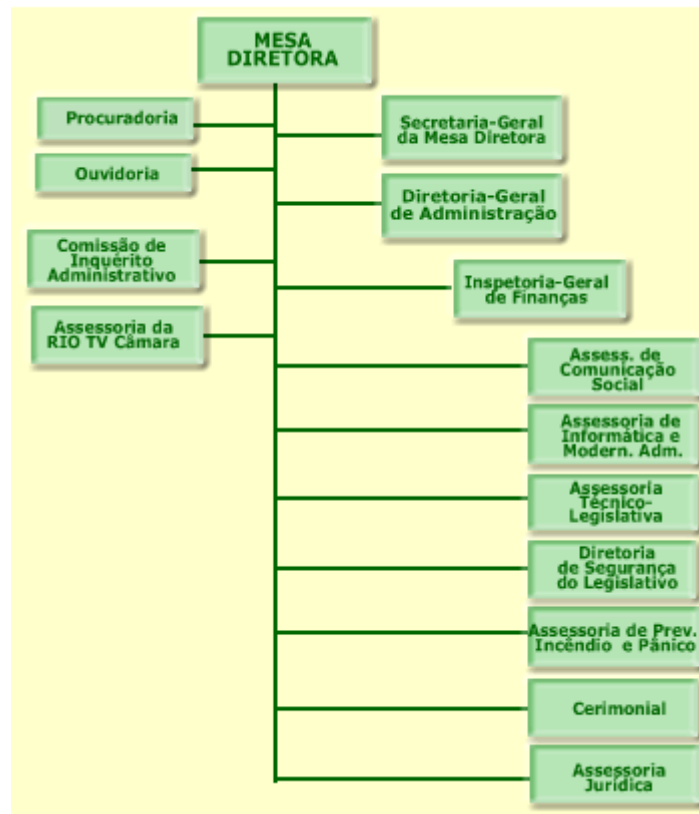 MESA
DIRETORA
Procuradoria
Secretaria-Geral
da Mesa Diretora
Ouvidoria
Diretoria-Geral
de Administração
Comissão de
Inquérito
Administrativo
Inspetoria-Geral
de Finanças
Assessoria da
RIO TV Câmara
Assess. de
Comunicação
Social
Assessoria de
Informática e
Modern. Adm.
Assessoria
Técnico-
Legislativa
Diretoria
de Segurança
do Legislativo
Assessoria de Prev.
Incêndio e Pânico
Cerimonial
Assessoria
Jurídica